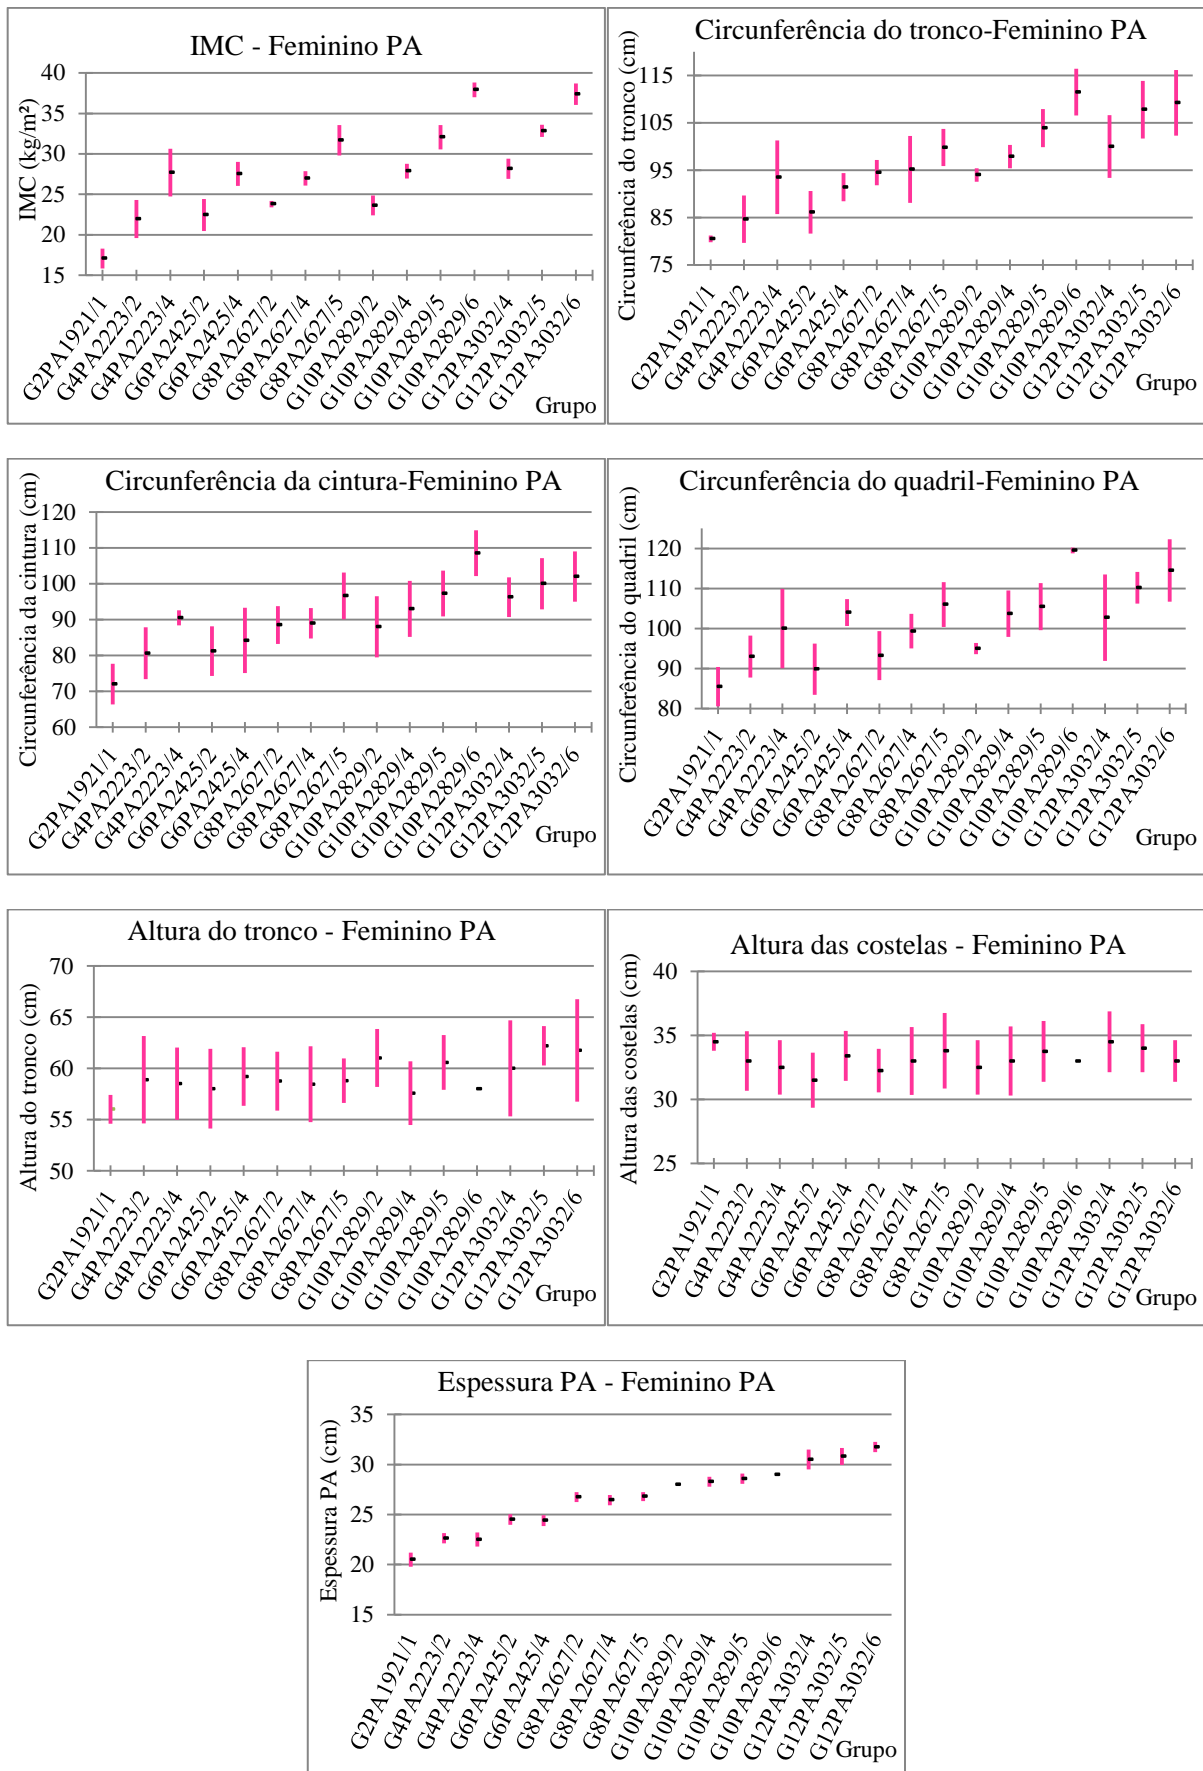 IMC - Feminino PA
IMC (kg/m²)
40
35
30
25
20
15
G2PA1921/1
G4PA2223/2
G4PA2223/4
G6PA2425/2
G6PA2425/4
G8PA2627/2
G8PA2627/4
G8PA2627/5
G10PA2829/2
G10PA2829/4
G10PA2829/5
G10PA2829/6
G12PA3032/4
G12PA3032/5
G12PA3032/6
Grupo
Circunferência do tronco-Feminino PA
Circunferência do tronco (cm)
115
105
95
85
75
G2PA1921/1
G4PA2223/2
G4PA2223/4
G6PA2425/2
G6PA2425/4
G8PA2627/2
G8PA2627/4
G8PA2627/5
G10PA2829/2
G10PA2829/4
G10PA2829/5
G10PA2829/6
G12PA3032/4
G12PA3032/5
G12PA3032/6
Grupo
Circunferência da cintura-Feminino PA
Circunferência da cintura (cm)
120
110
100
90
80
70
60
G2PA1921/1
G4PA2223/2
G4PA2223/4
G6PA2425/2
G6PA2425/4
G8PA2627/2
G8PA2627/4
G8PA2627/5
G10PA2829/2
G10PA2829/4
G10PA2829/5
G10PA2829/6
G12PA3032/4
G12PA3032/5
G12PA3032/6
Grupo
Circunferência do quadril-Feminino PA
Circunferência do quadril (cm)
120
110
100
90
80
G2PA1921/1
G4PA2223/2
G4PA2223/4
G6PA2425/2
G6PA2425/4
G8PA2627/2
G8PA2627/4
G8PA2627/5
G10PA2829/2
G10PA2829/4
G10PA2829/5
G10PA2829/6
G12PA3032/4
G12PA3032/5
G12PA3032/6
Grupo
Altura do tronco - Feminino PA
Altura do tronco (cm)
70
65
60
55
50
G2PA1921/1
G4PA2223/2
G4PA2223/4
G6PA2425/2
G6PA2425/4
G8PA2627/2
G8PA2627/4
G8PA2627/5
G10PA2829/2
G10PA2829/4
G10PA2829/5
G10PA2829/6
G12PA3032/4
G12PA3032/5
G12PA3032/6
Grupo
Altura das costelas - Feminino PA
Altura das costelas (cm)
40
35
30
25
G2PA1921/1
G4PA2223/2
G4PA2223/4
G6PA2425/2
G6PA2425/4
G8PA2627/2
G8PA2627/4
G8PA2627/5
G10PA2829/2
G10PA2829/4
G10PA2829/5
G10PA2829/6
G12PA3032/4
G12PA3032/5
G12PA3032/6
Grupo
Espessura PA - Feminino PA
Espessura PA (cm)
35
30
25
20
15
G2PA1921/1
G4PA2223/2
G4PA2223/4
G6PA2425/2
G6PA2425/4
G8PA2627/2
G8PA2627/4
G8PA2627/5
G10PA2829/2
G10PA2829/4
G10PA2829/5
G10PA2829/6
G12PA3032/4
G12PA3032/5
G12PA3032/6
Grupo